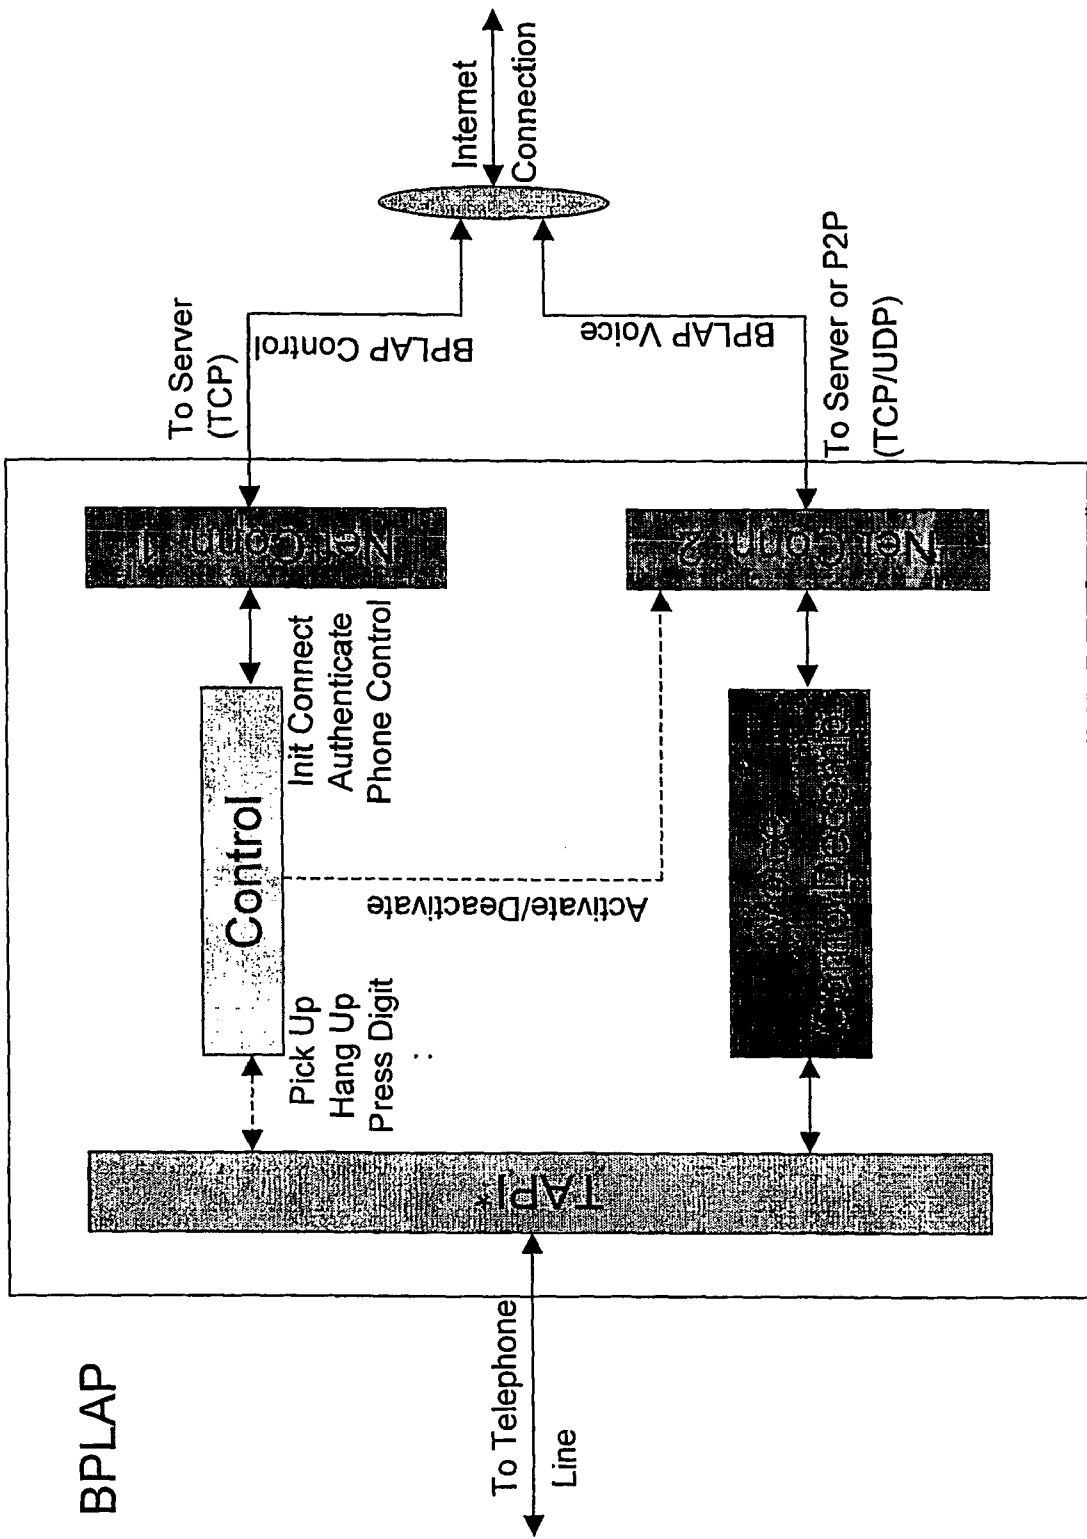 BPLAP
To Telephone
Line
TAPI*
Pick Up
Hang Up
Press Digit
..
Control
Init Connect
Authenticate
Phone Control
Activate/Deactivate
Net Conn 1
Net Conn 2
To Server
(TCP)
BPLAP Control
BPLAP Voice
To Server or P2P
(TCP/UDP)
Internet
Connection